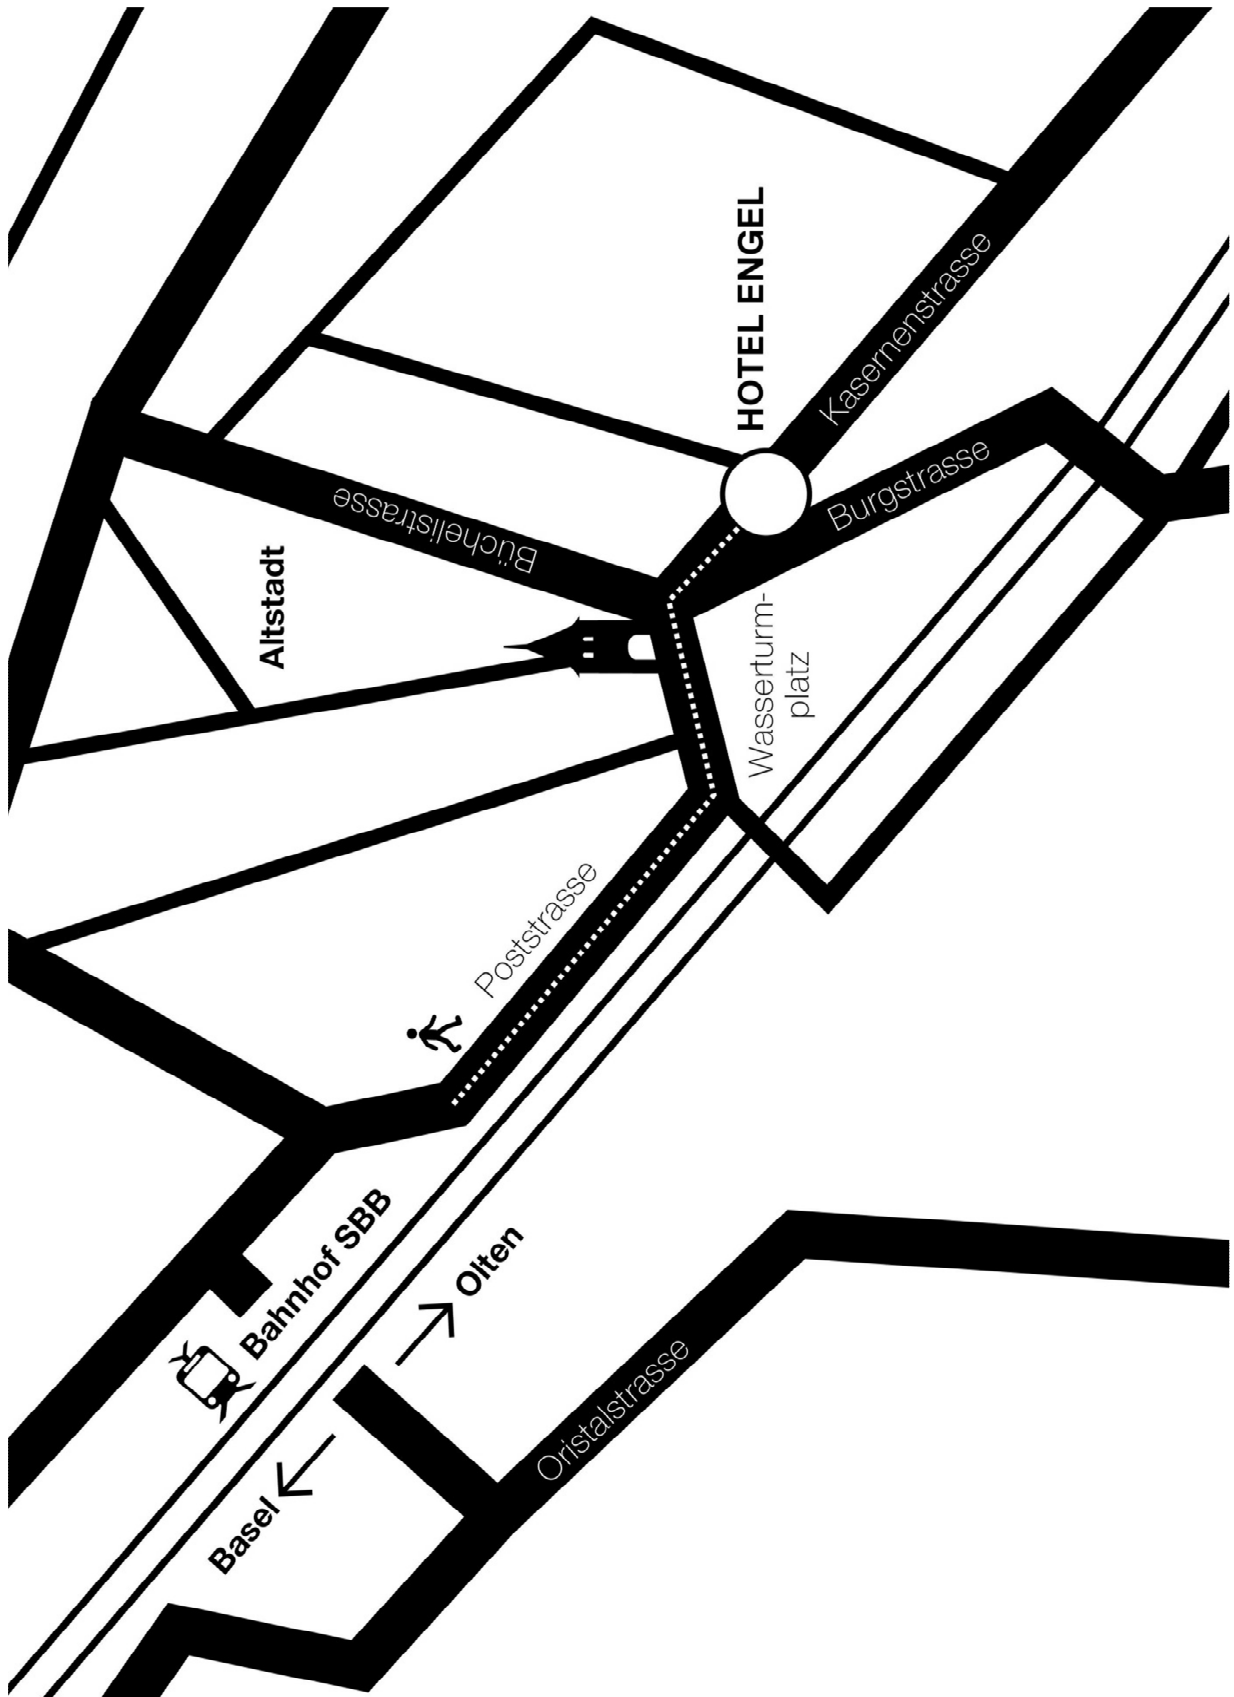 Altstadt
Basel
Bahnhof SBB
Büchelistrasse
Olten
Poststrasse
Oristalstrasse
HOTEL ENGEL
Wasserturm-
platz
Kasernenstrasse
Burgstrasse